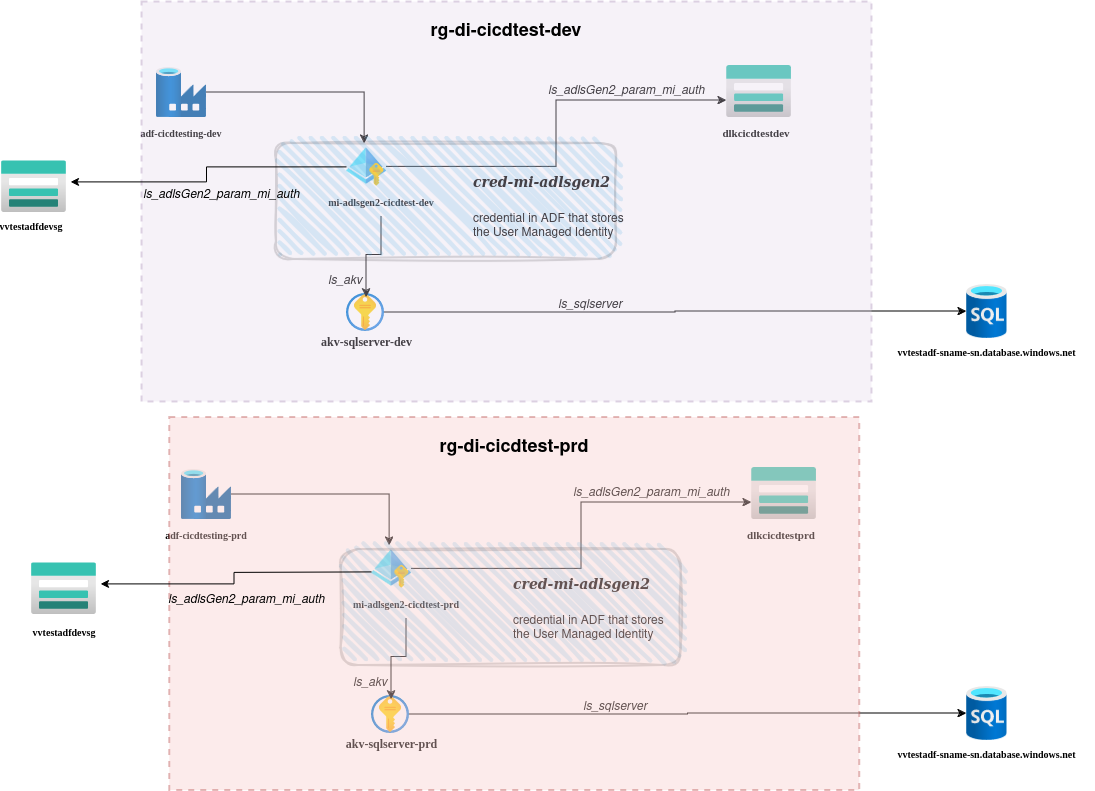 rg-di-cicdtest-dev
ls_adlsGen2_param_mi_auth
adf-cicdtesting-dev
dlkcicdtestdev
cred-mi-adlsgen2
ls_adlsGen2_param_mi_auth
mi-adlsgen2-cicdtest-dev
credential in ADF that stores
the User Managed Identity
vvtestadfdevsg
ls_akv
ls_sqlserver
SQL
akv-sqlserver-dev
vvtestadf-sname-sn.database.windows.net
rg-di-cicdtest-prd
ls_adlsGen2_param_mi_auth
adf-cicdtesting-prd
dlkcicdtestprd
cred-mi-adlsgen2
ls_adlsGen2_param_mi_auth
mi-adlsgen2-cicdtest-prd
credential in ADF that stores
the User Managed Identity
vvtestadfdevsg
ls_akv
ls_sqlserver
SQL
akv-sqlserver-prd
vvtestadf-sname-sn.database.windows.net